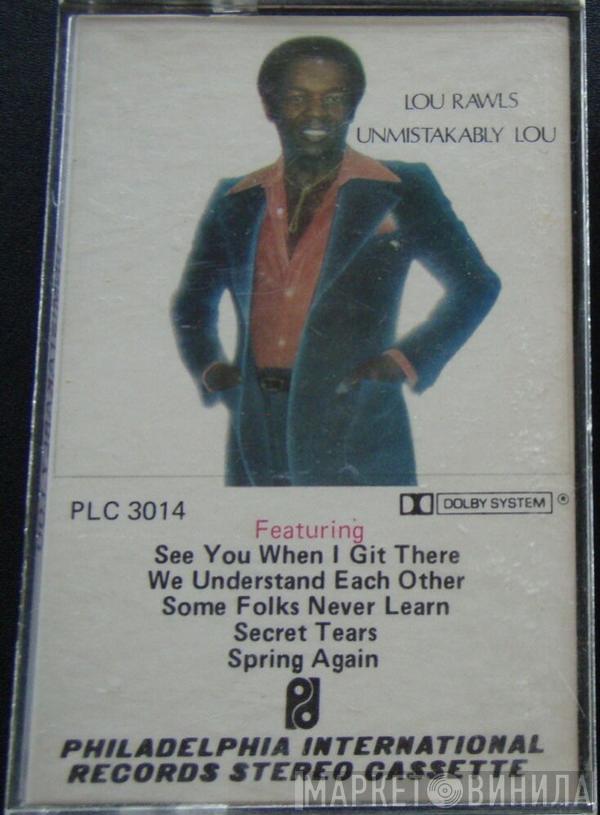 LOU RAWLS
UNMISTAKABLY LOU
PLC 3014
DOLBY SYSTEM ®
Featuring
See You When I Git There
We Understand Each Other
Some Folks Never Learn
Secret Tears
Spring Again
PHILADELPHIA INTERNATIONAL
RECORDS STEREO CASSETTE
МАРКЕТ ВИНИЛА